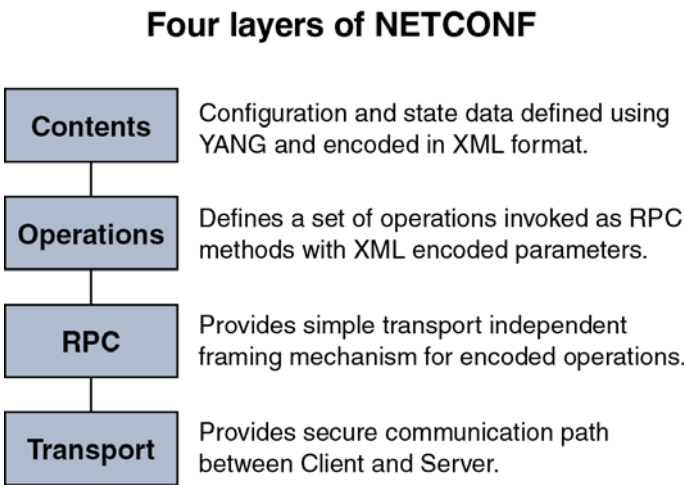 Four layers of NETCONF
Contents
Configuration and state data defined using
YANG and encoded in XML format.
Operations
Defines a set of operations invoked as RPC
methods with XML encoded parameters.
RPC
Provides simple transport independent
framing mechanism for encoded operations.
Transport
Provides secure communication path
between Client and Server.